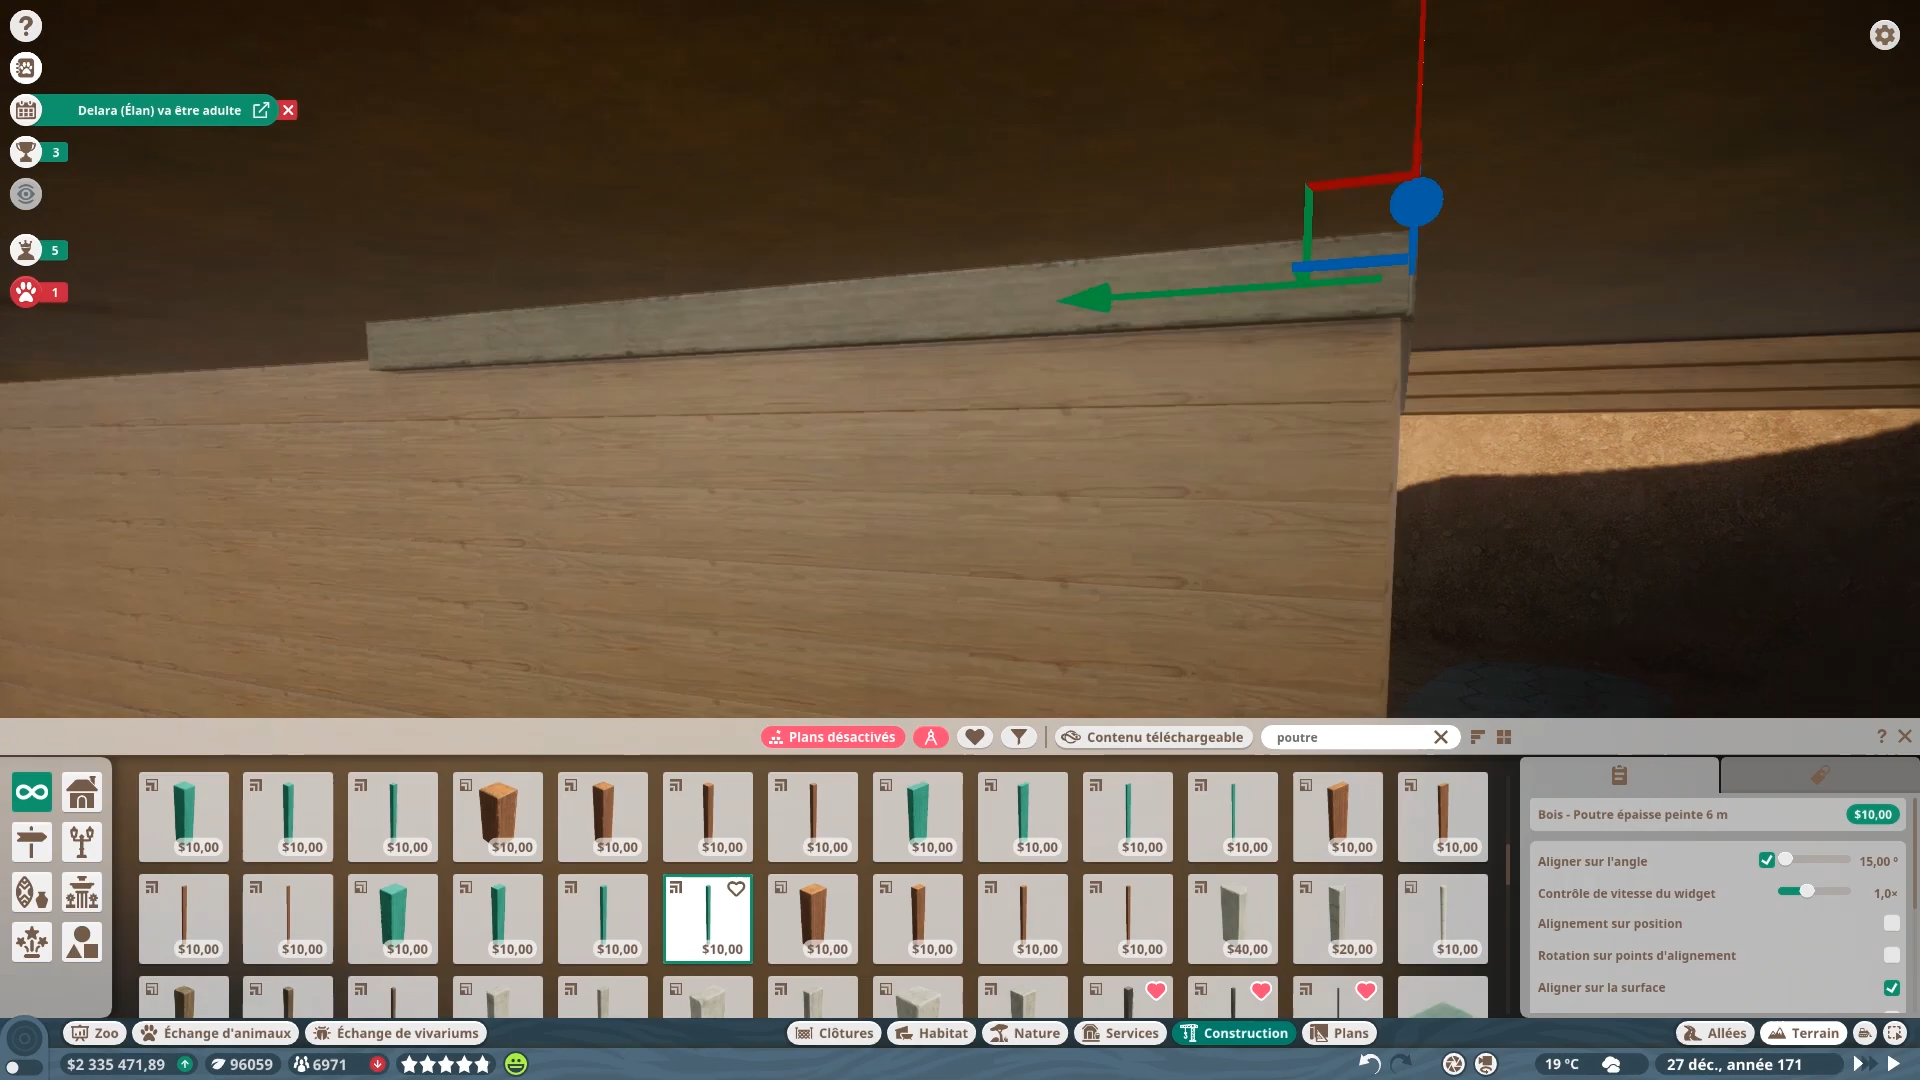 ?
Delara (Élan) va être adulte
3
5
1
Plans désactivés
Contenu téléchargeable
poutre
?
$10,00 $10,00 $10,00 $10,00 $10,00 $10,00 $10,00 $10,00 $10,00 $10,00 $10,00 $10,00 $10,00
$10,00 $10,00 $10,00 $10,00 $10,00 $10,00 $10,00 $10,00 $10,00 $10,00 $40,00 $20,00 $10,00
Bois - Poutre épaisse peinte 6 m $10,00
Aligner sur l'angle 15,00 °
Contrôle de vitesse du widget 1,0×
Alignement sur position
Rotation sur points d'alignement
Aligner sur la surface
Zoo Échange d'animaux Échange de vivariums Clôtures Habitat Nature Services Construction Plans Allées Terrain
$2 335 471,89 96059 6971 19 °C 27 déc., année 171